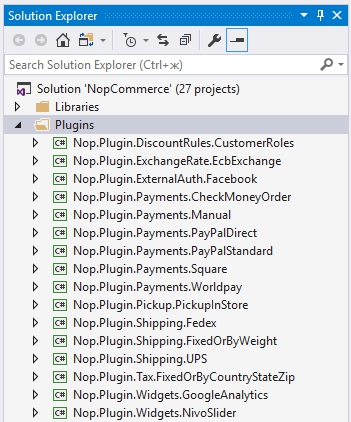 Solution Explorer
Search Solution Explorer (Ctrl+ж)
Solution 'NopCommerce' (27 projects)
Libraries
Plugins
C# Nop.Plugin.DiscountRules.CustomerRoles
C# Nop.Plugin.ExchangeRate.EcbExchange
C# Nop.Plugin.ExternalAuth.Facebook
C# Nop.Plugin.Payments.CheckMoneyOrder
C# Nop.Plugin.Payments.Manual
C# Nop.Plugin.Payments.PayPalDirect
C# Nop.Plugin.Payments.PayPalStandard
C# Nop.Plugin.Payments.Square
C# Nop.Plugin.Payments.Worldpay
C# Nop.Plugin.Pickup.PickupInStore
C# Nop.Plugin.Shipping.Fedex
C# Nop.Plugin.Shipping.FixedOrByWeight
C# Nop.Plugin.Shipping.UPS
C# Nop.Plugin.Tax.FixedOrByCountryStateZip
C# Nop.Plugin.Widgets.GoogleAnalytics
C# Nop.Plugin.Widgets.NivoSlider